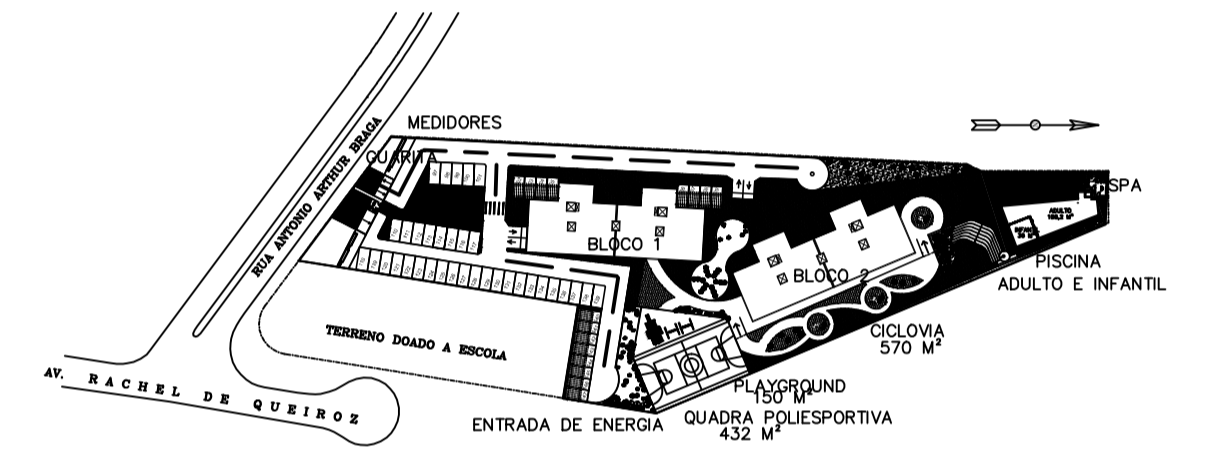 MEDIDORES
GUARITA
RUA ANTONIO ARTHUR BRAGA
SPA
ADULTO
BLOCO 1
BLOCO 2
PISCINA
ADULTO E INFANTIL
TERRENO DOADO A ESCOLA
CICLOVIA
570 M²
AV. RACHEL DE QUEIROZ
PLAYGROUND
150 M²
ENTRADA DE ENERGIA
QUADRA POLIESPORTIVA
432 M²